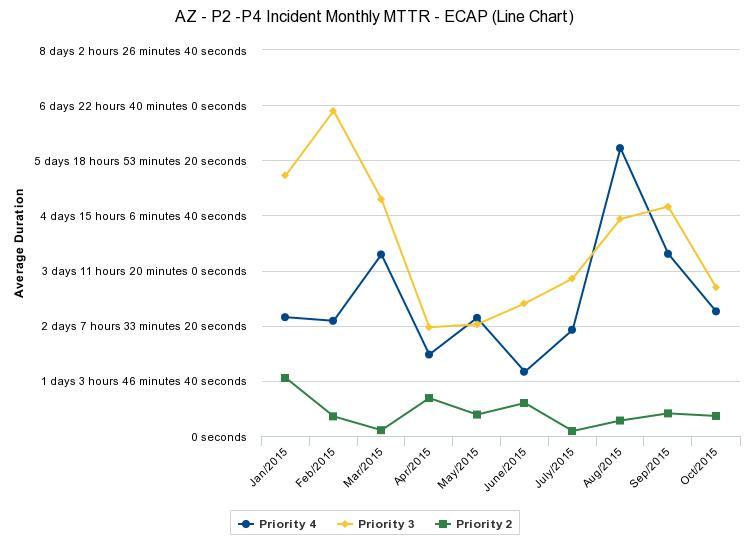 AZ - P2 -P4 Incident Monthly MTTR - ECAP (Line Chart)
8 days 2 hours 26 minutes 40 seconds
6 days 22 hours 40 minutes 0 seconds
5 days 18 hours 53 minutes 20 seconds
4 days 15 hours 6 minutes 40 seconds
3 days 11 hours 20 minutes 0 seconds
2 days 7 hours 33 minutes 20 seconds
1 days 3 hours 46 minutes 40 seconds
0 seconds
Average Duration
Jan/2015
Feb/2015
Mar/2015
Apr/2015
May/2015
June/2015
July/2015
Aug/2015
Sep/2015
Oct/2015
Priority 4 Priority 3 Priority 2